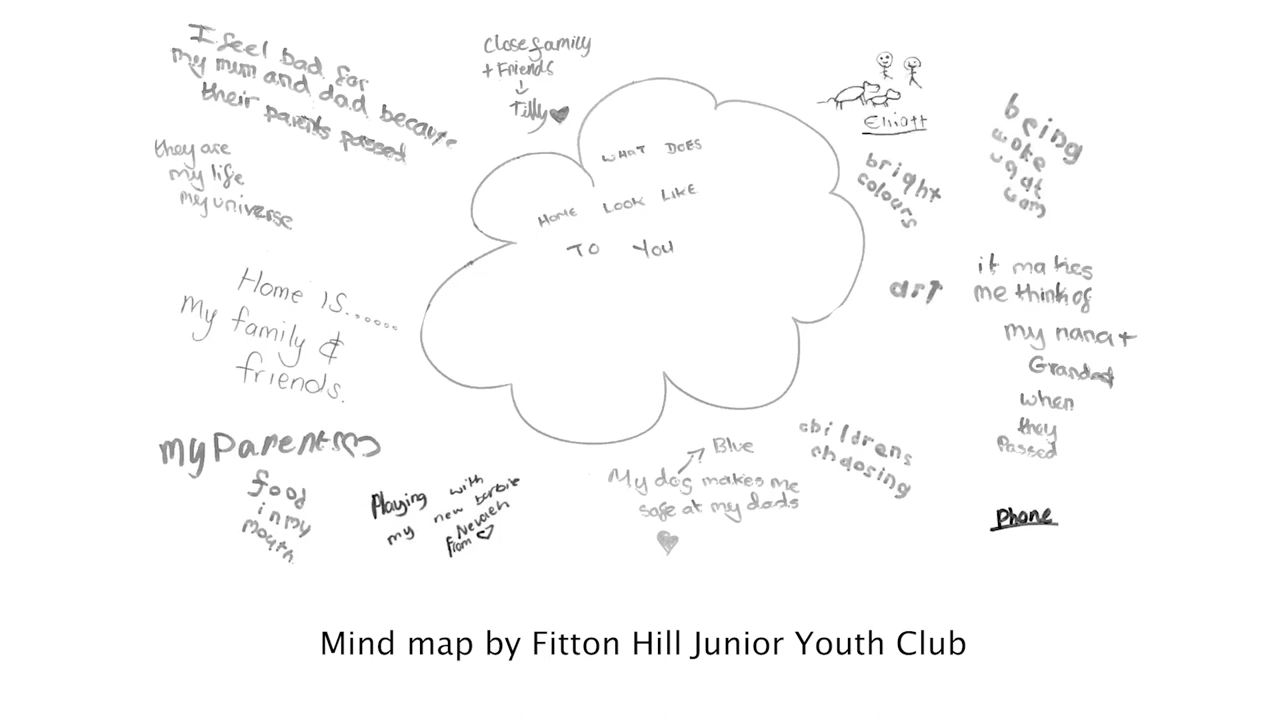 I feel bad for
my mum and dad because
their parents passed
close family
+ Friends
Tilly
Elliott
being
woke
up at
6am
they are
my life
my universe
WHAT DOES
HOME LOOK LIKE
TO YOU
bright
colours
art
it makes
me think of
my nana +
Grandad
when
they
Passed
Home is......
my family &
friends.
my Parents
food
in my
mouth
Playing with
my new barbie
from Nevaeh
Blue
My dog makes me
safe at my dads
childrens
choosing
phone
Mind map by Fitton Hill Junior Youth Club